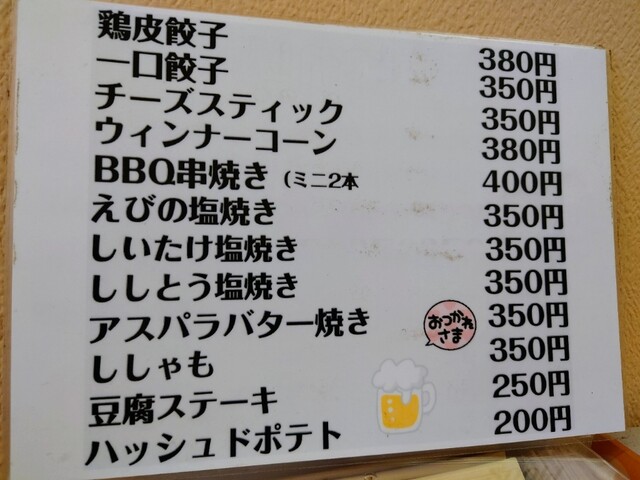 鶏皮餃子 380円
一口餃子 350円
チーズスティック 350円
ウィンナーコーン 380円
BBQ串焼き (ミニ2本 400円
えびの塩焼き 350円
しいたけ塩焼き 350円
ししとう塩焼き 350円
アスパラバター焼き 350円
ししゃも 350円
豆腐ステーキ 250円
ハッシュドポテト 200円
おつかれ
さま